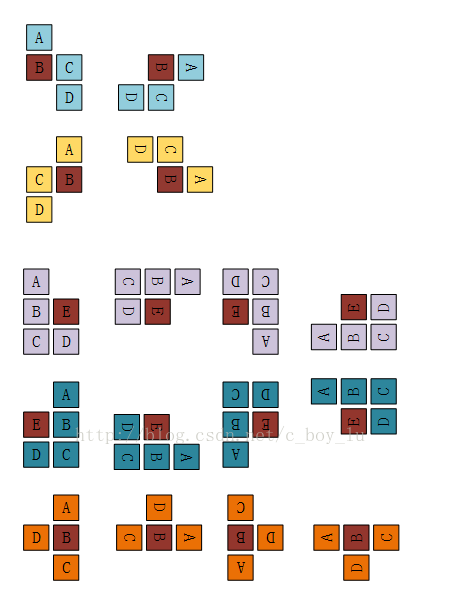 A
B C B A
D D C
A D C
C B B A
D
A C B A D C
B E D E E B E D
C D A A B C
A D C A B C
E B D E B E E D
D C C B A A
http://blog.csdn.net/c_boy_lu
A D C
D B C B A B D A B C
C A D